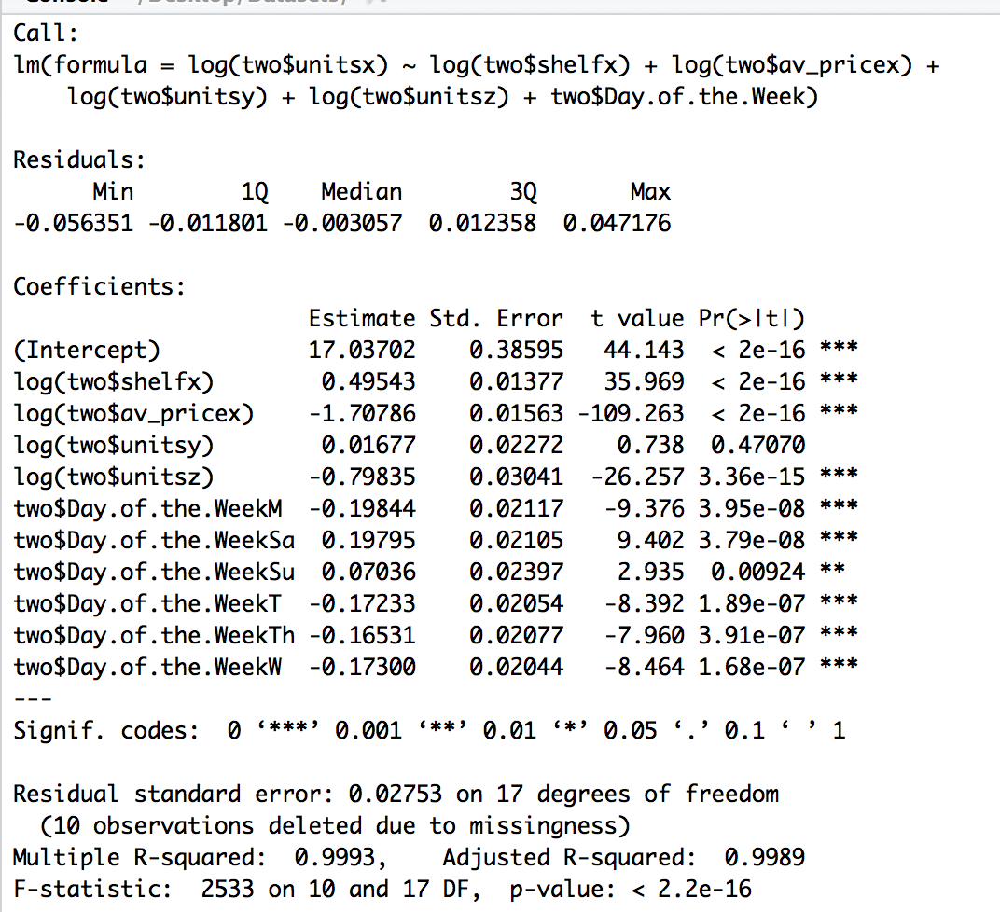 Call:
lm(formula = log(two$unitsx) ~ log(two$shelfx) + log(two$av_pricex) +
    log(two$unitsy) + log(two$unitsz) + two$Day.of.the.Week)
Residuals:
      Min        1Q    Median        3Q       Max
-0.056351 -0.011801 -0.003057  0.012358  0.047176
Coefficients:
                      Estimate Std. Error  t value Pr(>|t|)
(Intercept)           17.03702    0.38595   44.143  < 2e-16 ***
log(two$shelfx)        0.49543    0.01377   35.969  < 2e-16 ***
log(two$av_pricex)    -1.70786    0.01563 -109.263  < 2e-16 ***
log(two$unitsy)        0.01677    0.02272    0.738  0.47070
log(two$unitsz)       -0.79835    0.03041  -26.257 3.36e-15 ***
two$Day.of.the.WeekM  -0.19844    0.02117   -9.376 3.95e-08 ***
two$Day.of.the.WeekSa  0.19795    0.02105    9.402 3.79e-08 ***
two$Day.of.the.WeekSu  0.07036    0.02397    2.935  0.00924 **
two$Day.of.the.WeekT  -0.17233    0.02054   -8.392 1.89e-07 ***
two$Day.of.the.WeekTh -0.16531    0.02077   -7.960 3.91e-07 ***
two$Day.of.the.WeekW  -0.17300    0.02044   -8.464 1.68e-07 ***
---
Signif. codes:  0 ‘***’ 0.001 ‘**’ 0.01 ‘*’ 0.05 ‘.’ 0.1 ‘ ’ 1
Residual standard error: 0.02753 on 17 degrees of freedom
  (10 observations deleted due to missingness)
Multiple R-squared:  0.9993,    Adjusted R-squared:  0.9989
F-statistic:  2533 on 10 and 17 DF,  p-value: < 2.2e-16